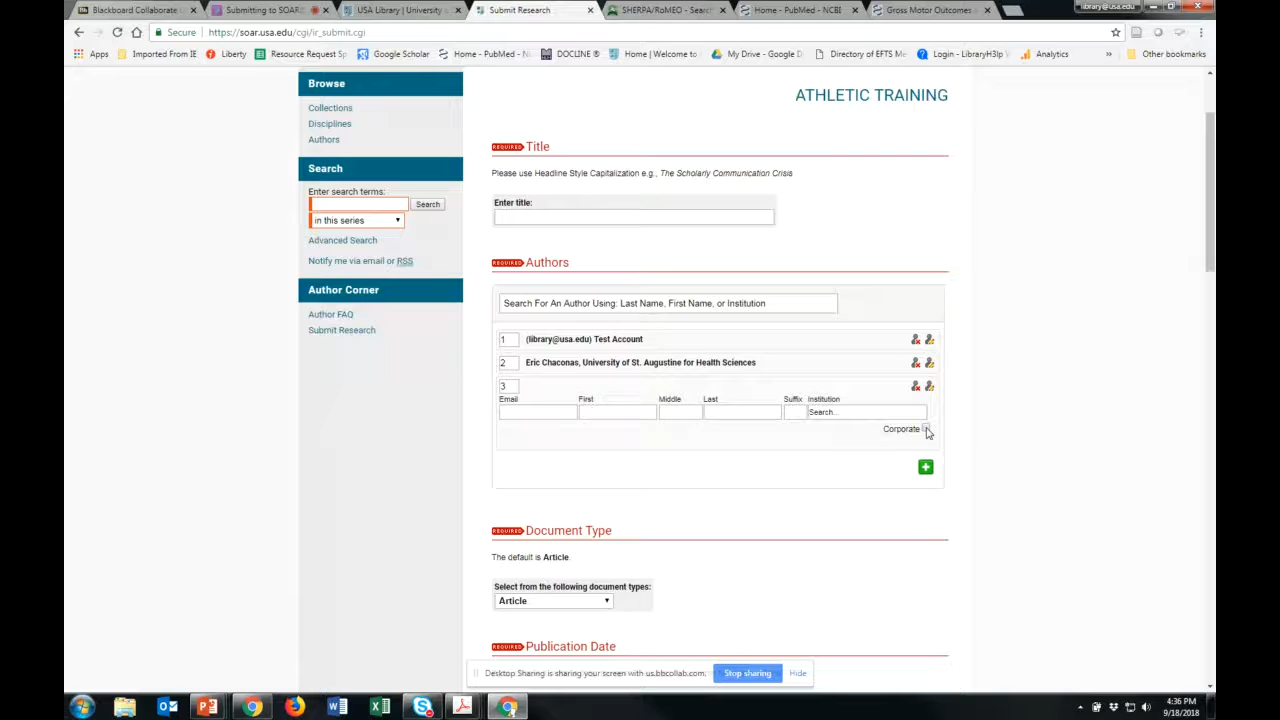 Blackboard Collaborate
Submitting to SOAR
USA Library | University
Submit Research
SHERPA/RoMEO - Search
Home - PubMed - NCBI
Gross Motor Outcomes
library@usa.edu
Secure
https://soar.usa.edu/cgi/ir_submit.cgi
Apps
Imported From IE
Liberty
Resource Request Sp
Google Scholar
Home - PubMed - NC
DOCLINE ®
Home | Welcome to
My Drive - Google D
Directory of EFTS Me
Login - LibraryH3lp
Analytics
»
Other bookmarks
Browse
Collections
Disciplines
Authors
Search
Enter search terms:
Search
in this series
Advanced Search
Notify me via email or RSS
Author Corner
Author FAQ
Submit Research
ATHLETIC TRAINING
REQUIRED Title
Please use Headline Style Capitalization e.g., The Scholarly Communication Crisis
Enter title:
REQUIRED Authors
Search For An Author Using: Last Name, First Name, or Institution
1 (library@usa.edu) Test Account
2 Eric Chaconas, University of St. Augustine for Health Sciences
3
Email First Middle Last Suffix Institution
Search...
Corporate
REQUIRED Document Type
The default is Article
Select from the following document types:
Article
REQUIRED Publication Date
Desktop Sharing is sharing your screen with us.bbcollab.com.
Stop sharing
Hide
4:36 PM
9/18/2018